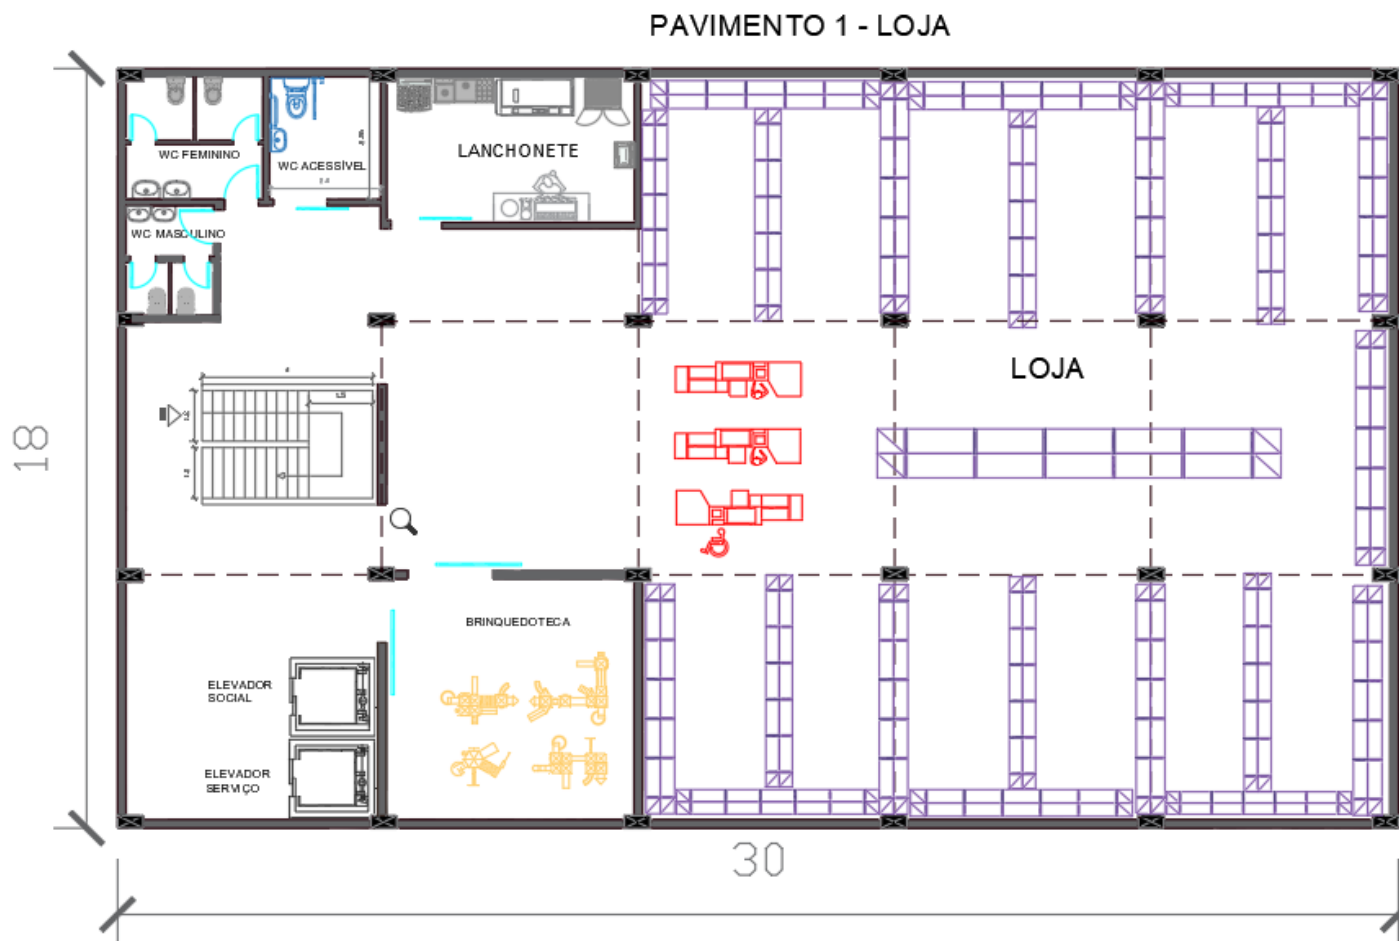 PAVIMENTO 1 - LOJA
WC FEMININO
WC ACESSÍVEL
LANCHONETE
WC MASCULINO
LOJA
18
BRINQUEDOTECA
ELEVADOR
SOCIAL
ELEVADOR
SERVIÇO
30